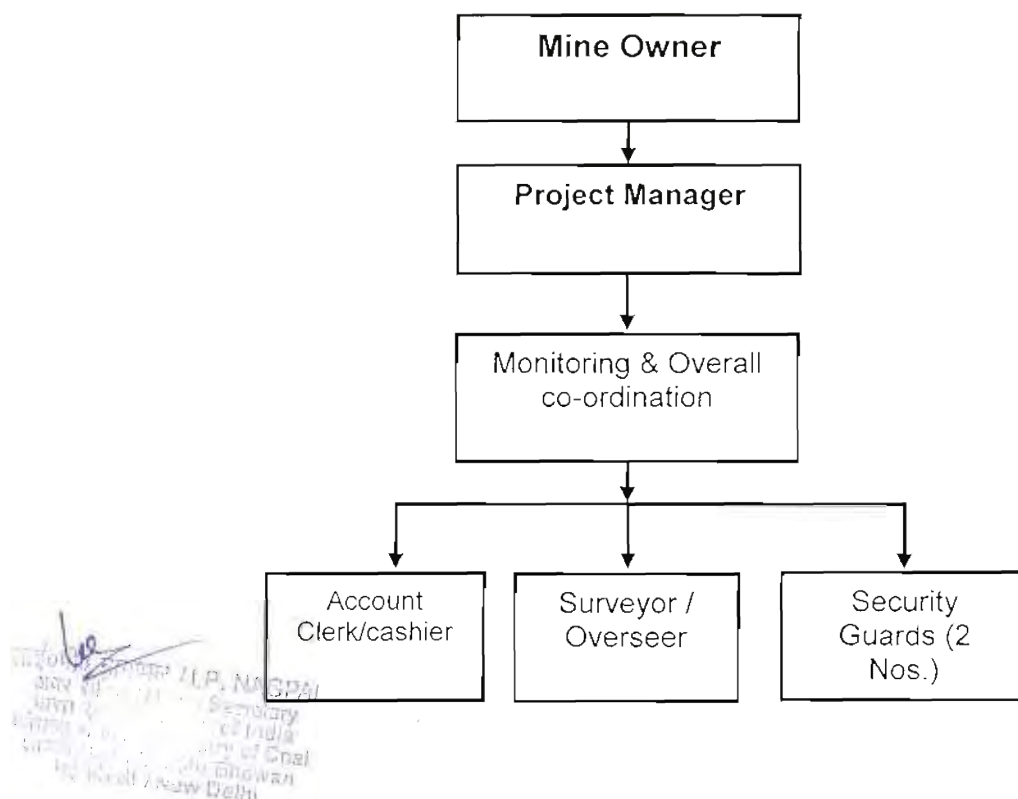 Mine Owner
Project Manager
Monitoring & Overall
co-ordination
Account
Clerk/cashier
Surveyor /
Overseer
Security
Guards (2
Nos.)
L.P. NAGPAL
Secretary
of India
of Coal
Bhawan
New Delhi